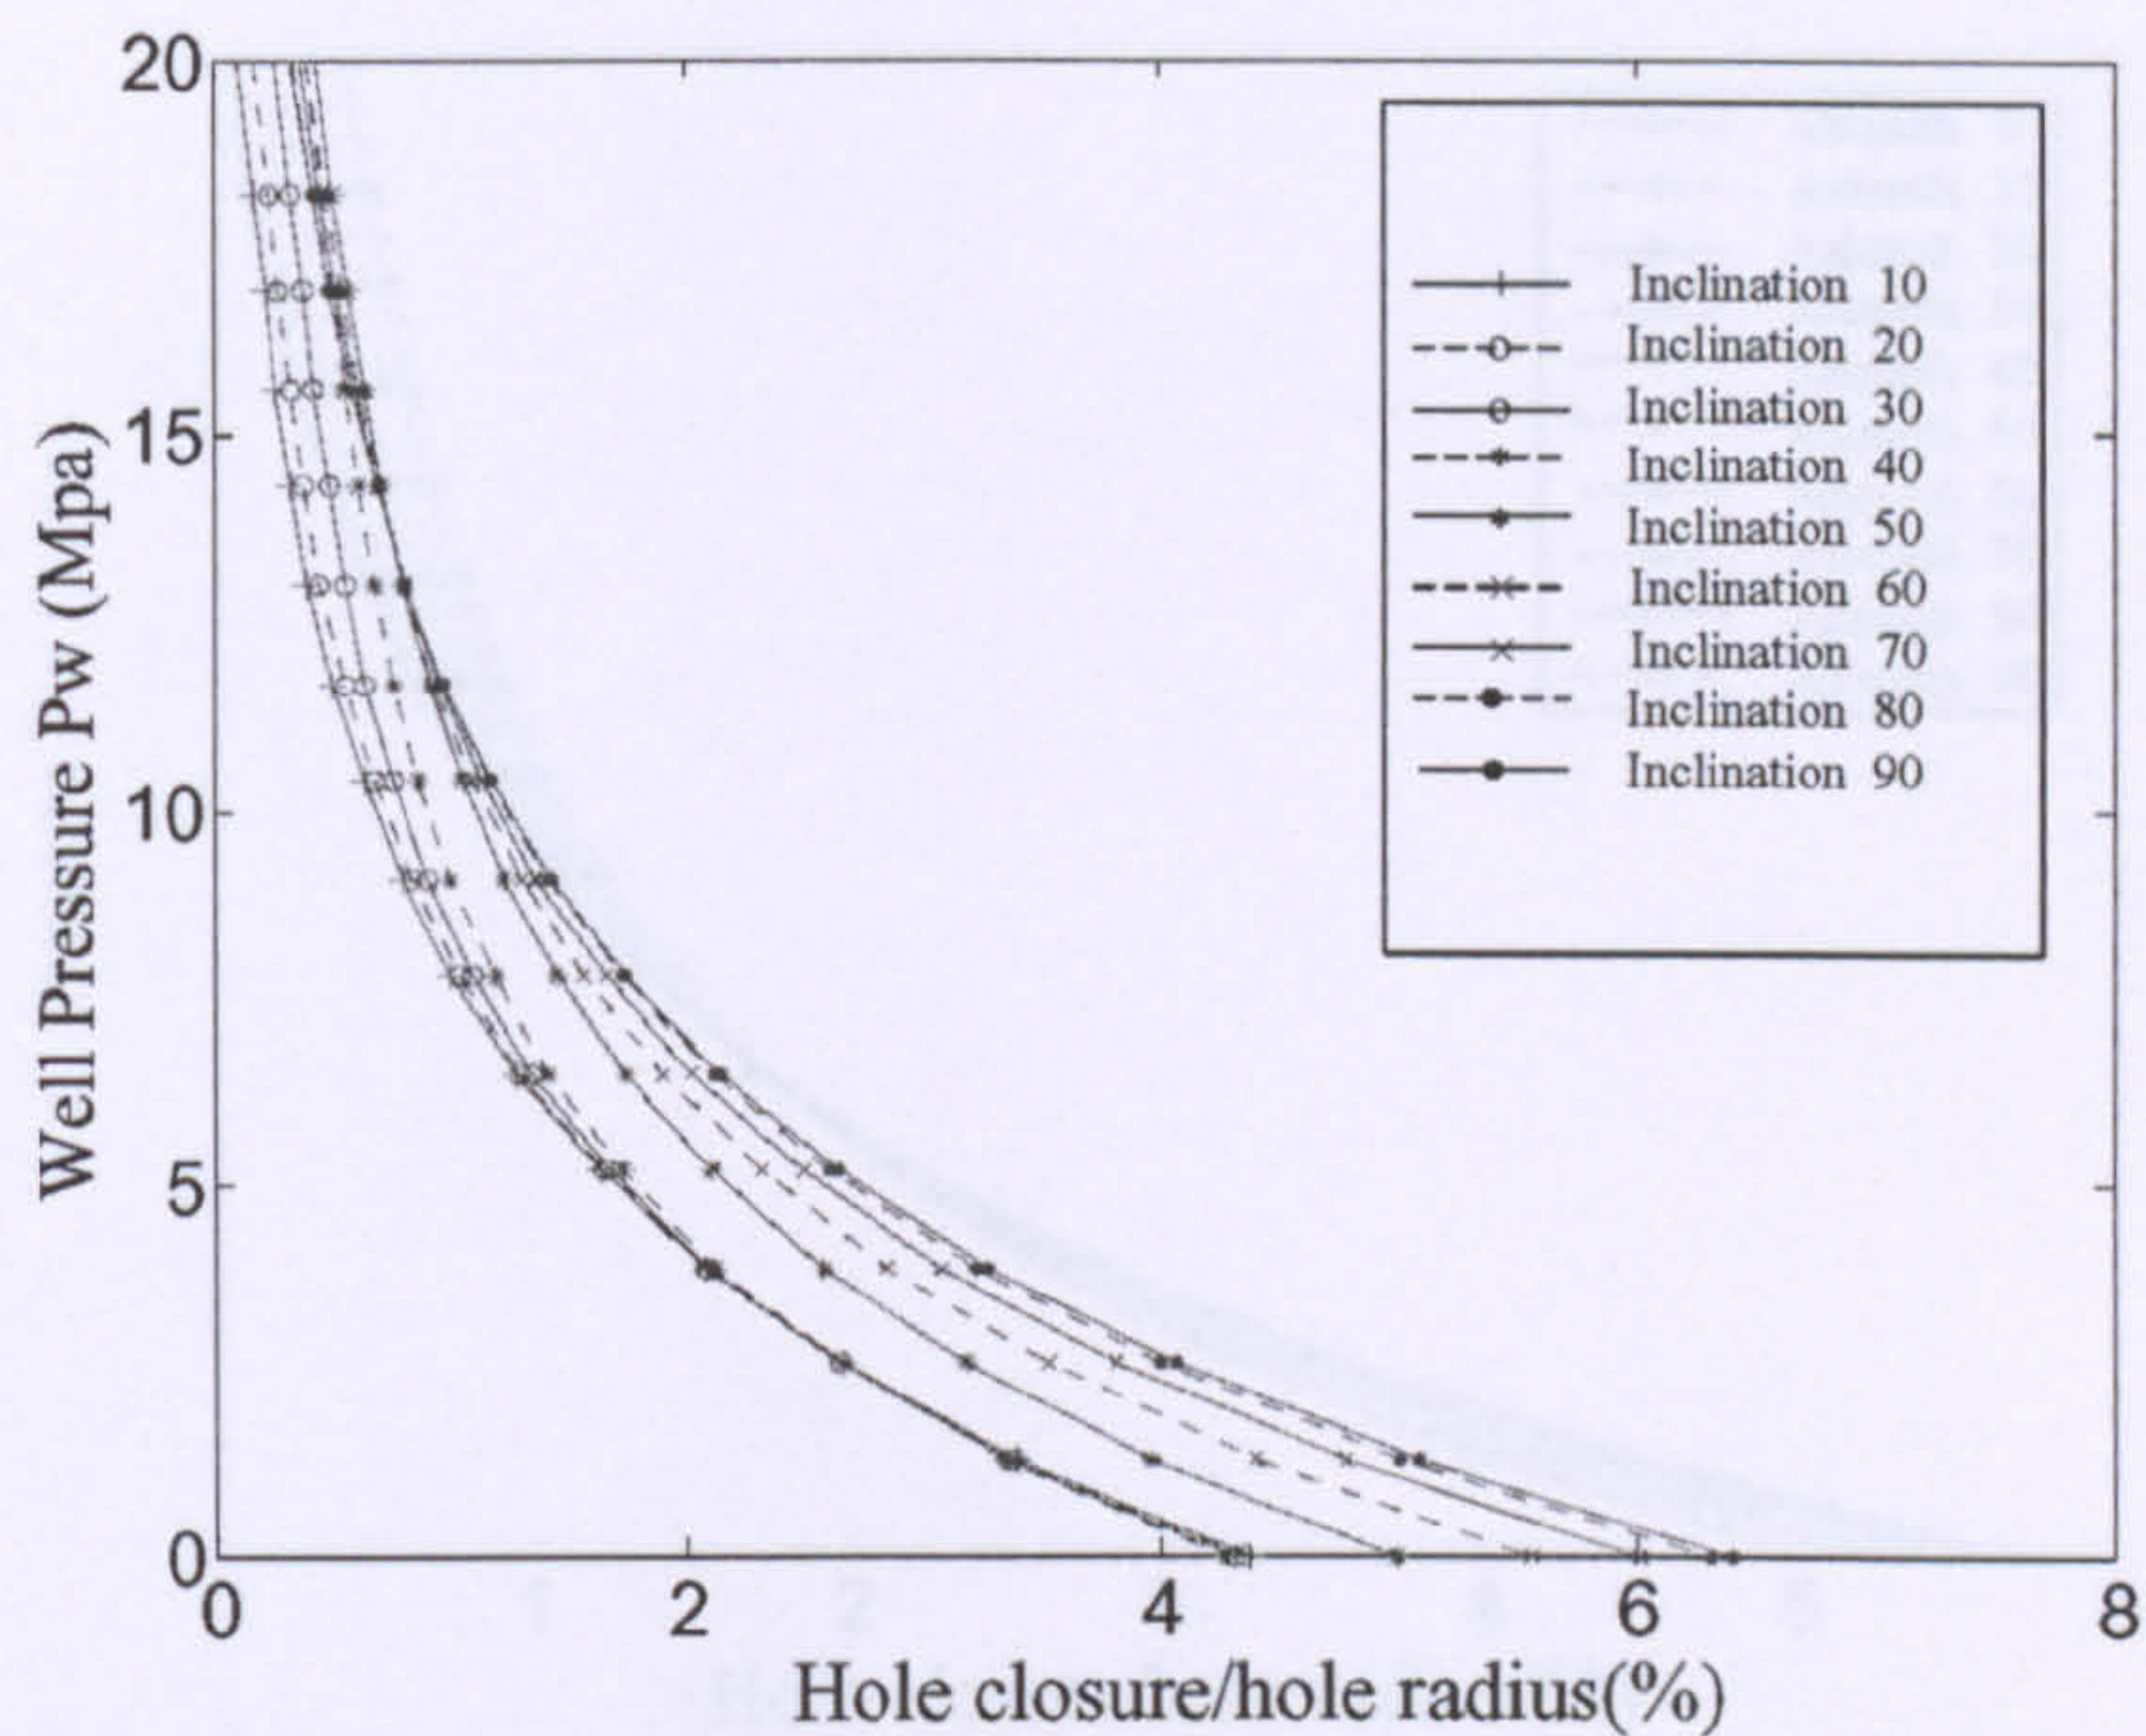 20
15
10
5
0
0 2 4 6 8
Well Pressure Pw (Mpa)
Hole closure/hole radius(%)
Inclination 10
Inclination 20
Inclination 30
Inclination 40
Inclination 50
Inclination 60
Inclination 70
Inclination 80
Inclination 90